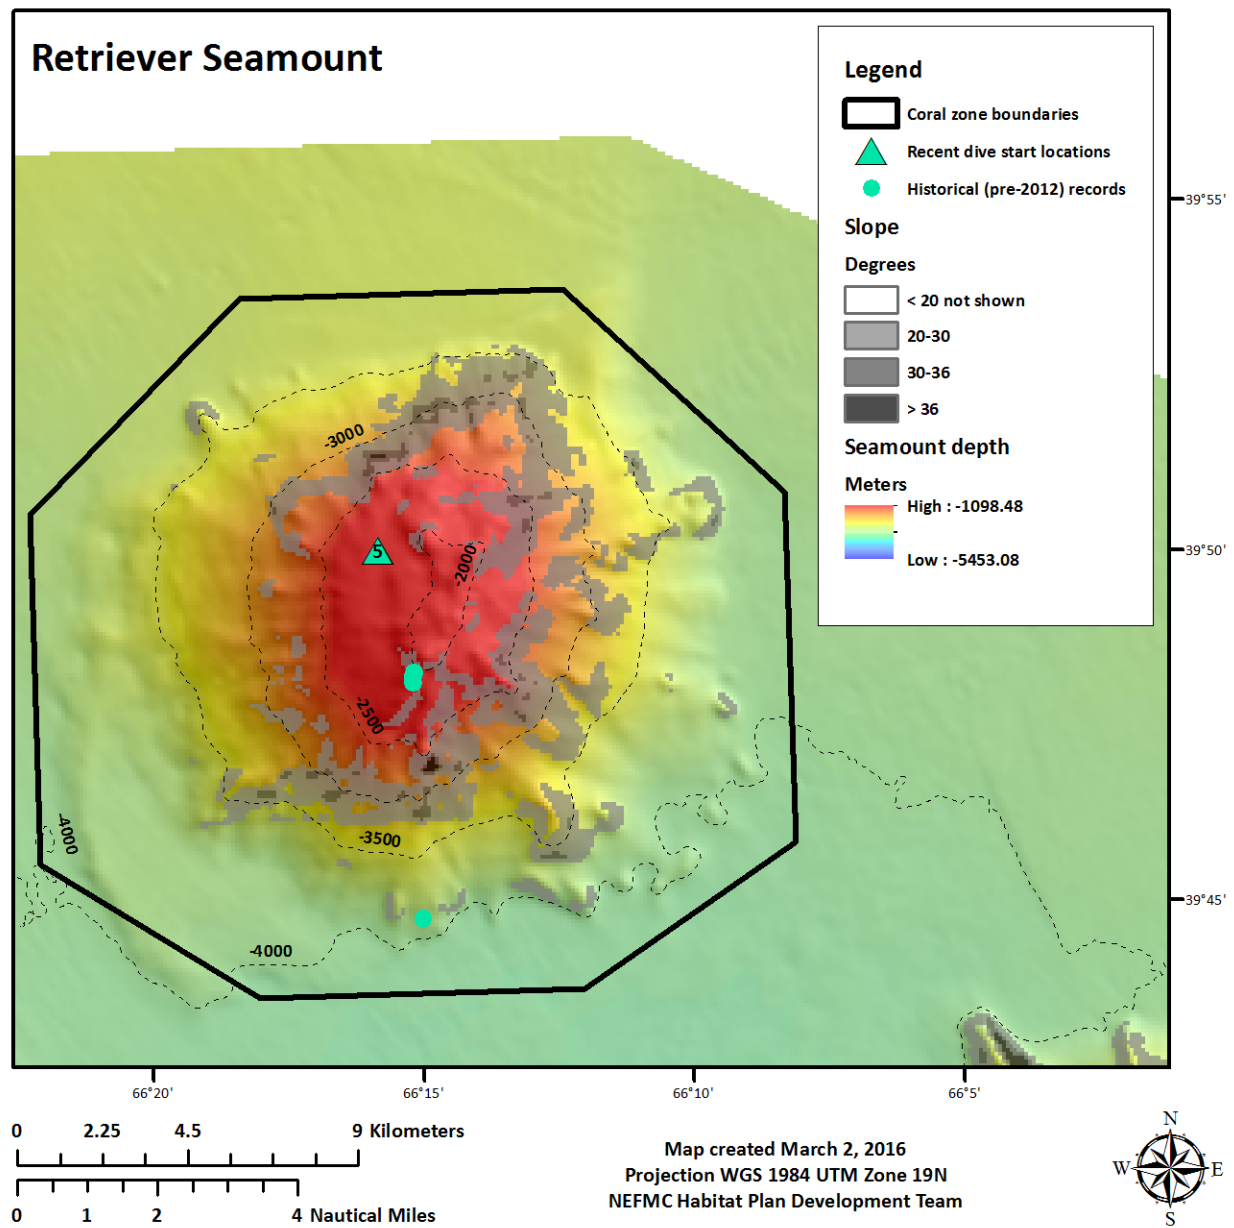 Retriever Seamount
Legend
Coral zone boundaries
Recent dive start locations
Historical (pre-2012) records
Slope
Degrees
< 20 not shown
20-30
30-36
> 36
Seamount depth
Meters
High : -1098.48
Low : -5453.08
39°55'
39°50'
39°45'
-3000
5
-2000
-2500
-3500
-4000
-4000
66°20'
66°15'
66°10'
66°5'
0 2.25 4.5 9 Kilometers
0 1 2 4 Nautical Miles
Map created March 2, 2016
Projection WGS 1984 UTM Zone 19N
NEFMC Habitat Plan Development Team
N
W E
S